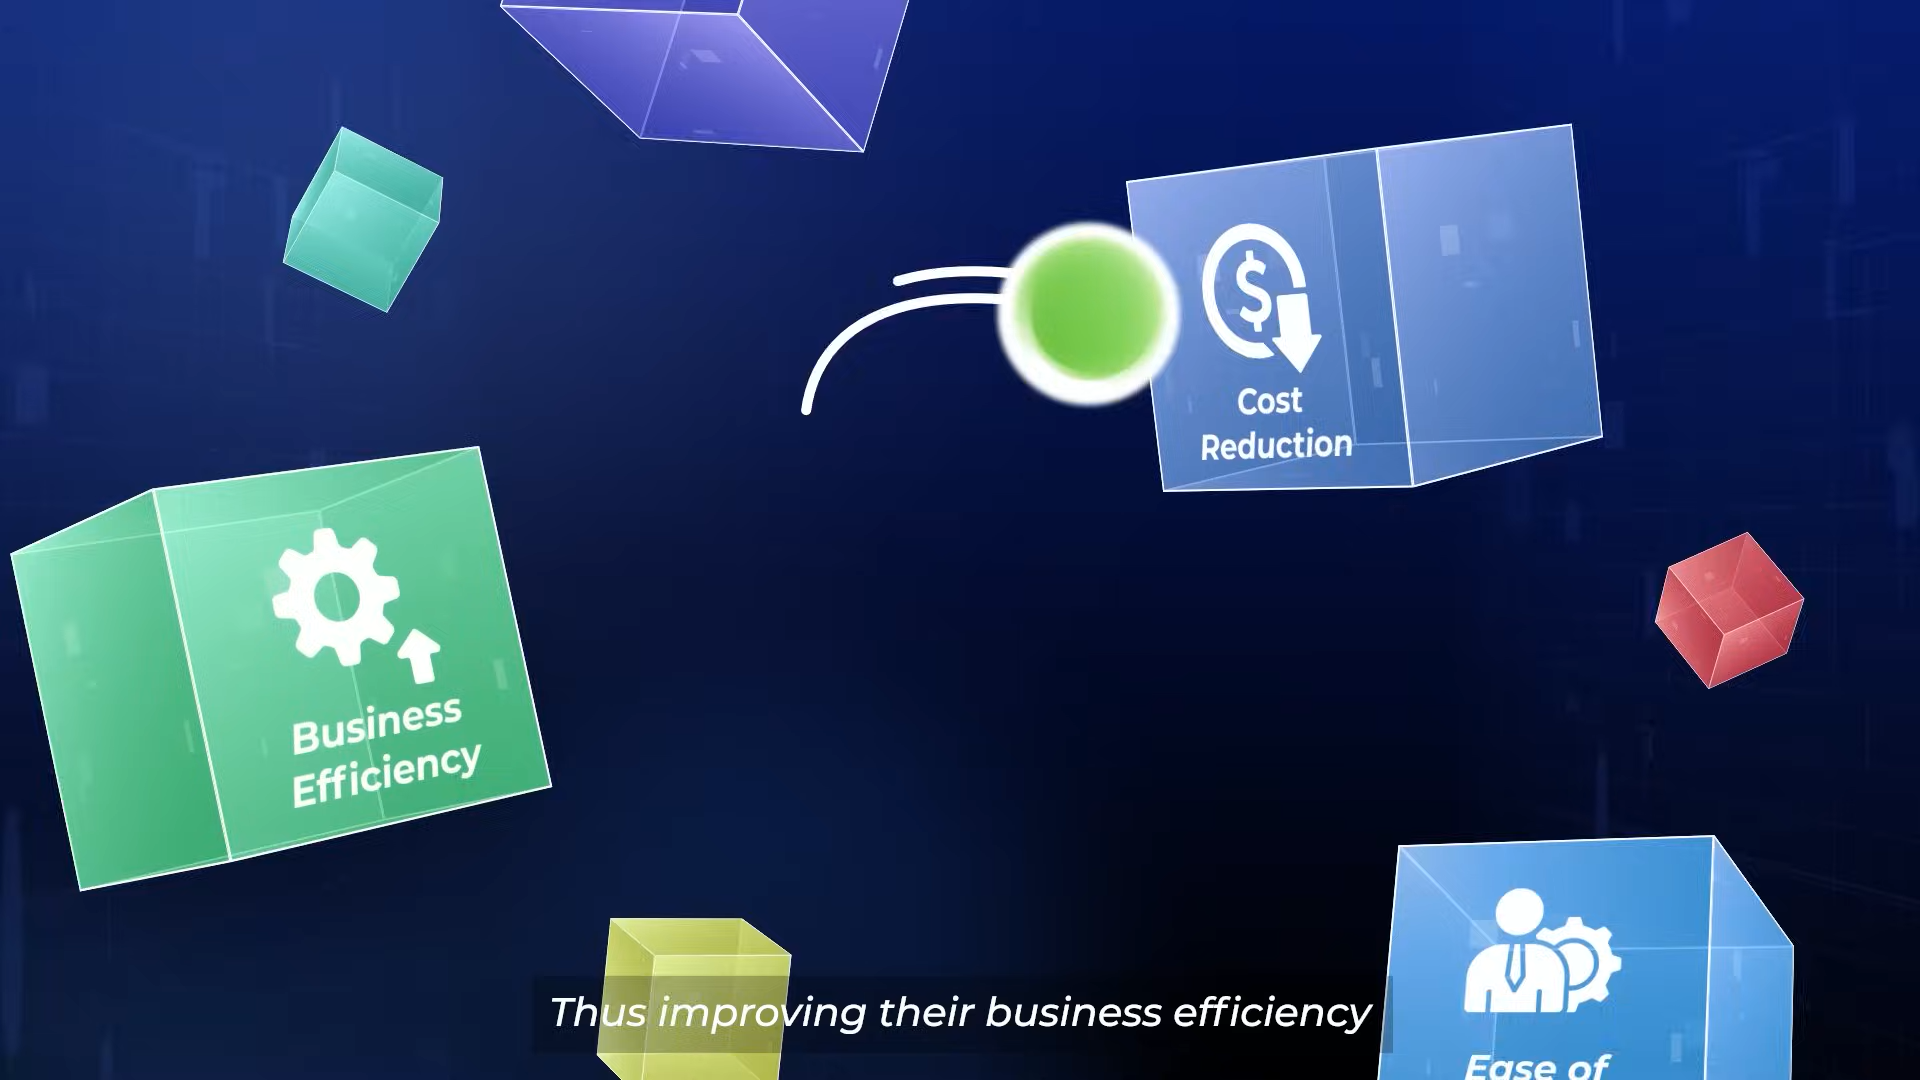 $
Cost
Reduction
Business
Efficiency
Thus improving their business efficiency
Ease of